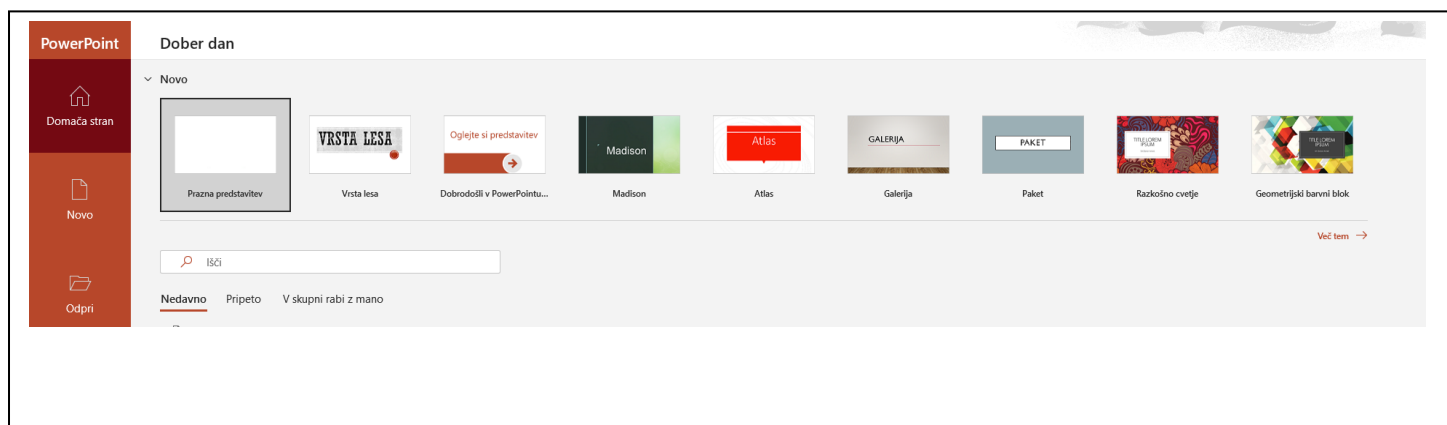 PowerPoint
Dober dan
Domača stran
Novo
Odpri
Novo
VRSTA LESA
Oglejte si predstavitev
Madison
Atlas
GALERIJA
PAKET
TITLE LOREM
IPSUM
TITLE LOREM
IPSUM
Prazna predstavitev
Vrsta lesa
Dobrodošli v PowerPointu...
Madison
Atlas
Galerija
Paket
Razkošno cvetje
Geometrijski barvni blok
Več tem
Išči
Nedavno
Pripeto
V skupni rabi z mano